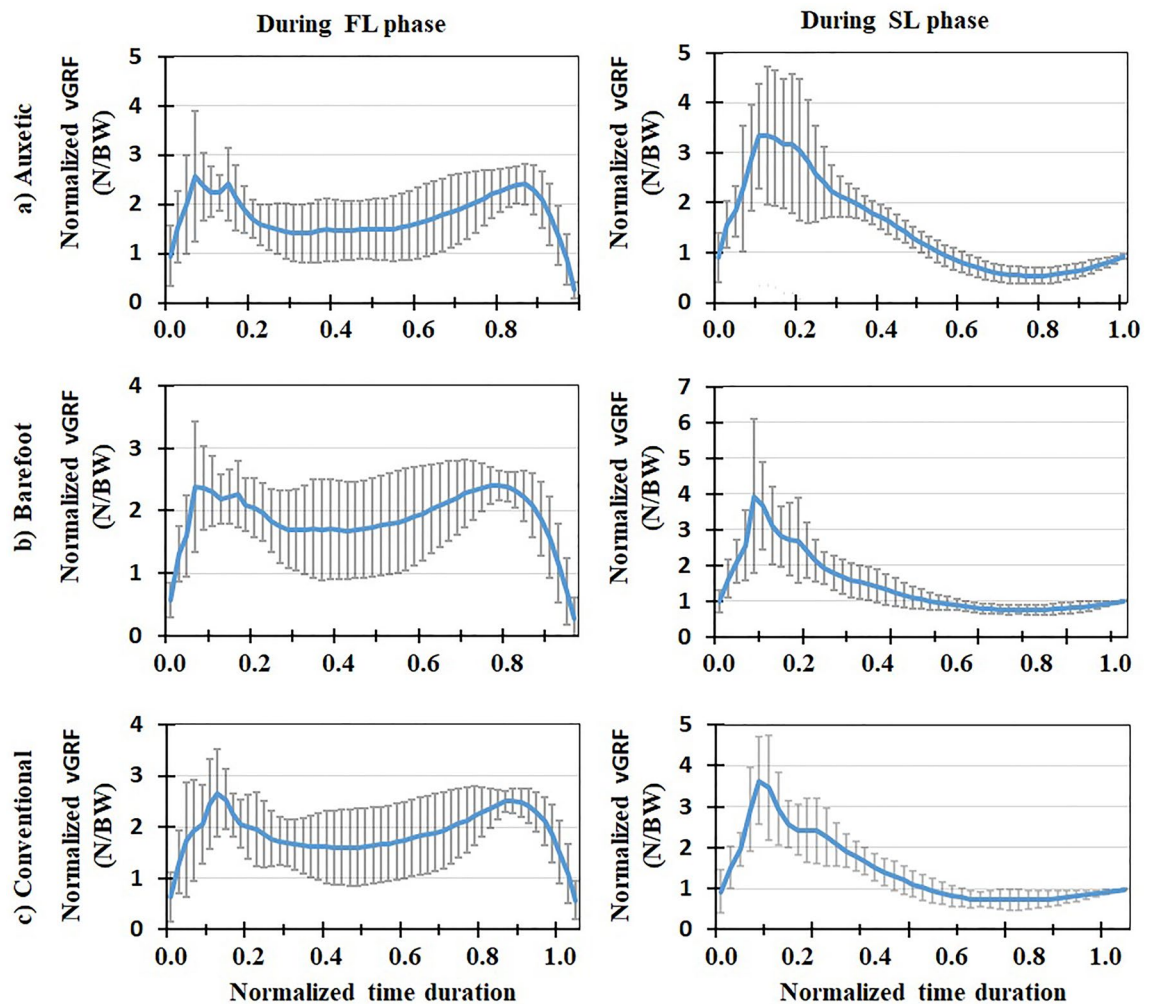 During FL phase
During SL phase
a) Auxetic
Normalized vGRF
(N/BW)
5
4
3
2
1
0
0.0 0.2 0.4 0.6 0.8
Normalized vGRF
(N/BW)
5
4
3
2
1
0
0.0 0.2 0.4 0.6 0.8 1.0
b) Barefoot
Normalized vGRF
(N/BW)
4
3
2
1
0
0.0 0.2 0.4 0.6 0.8
Normalized vGRF
(N/BW)
7
6
5
4
3
2
1
0
0.0 0.2 0.4 0.6 0.8 1.0
c) Conventional
Normalized vGRF
(N/BW)
4
3
2
1
0
0.0 0.2 0.4 0.6 0.8 1.0
Normalized time duration
Normalized vGRF
(N/BW)
5
4
3
2
1
0
0.0 0.2 0.4 0.6 0.8 1.0
Normalized time duration